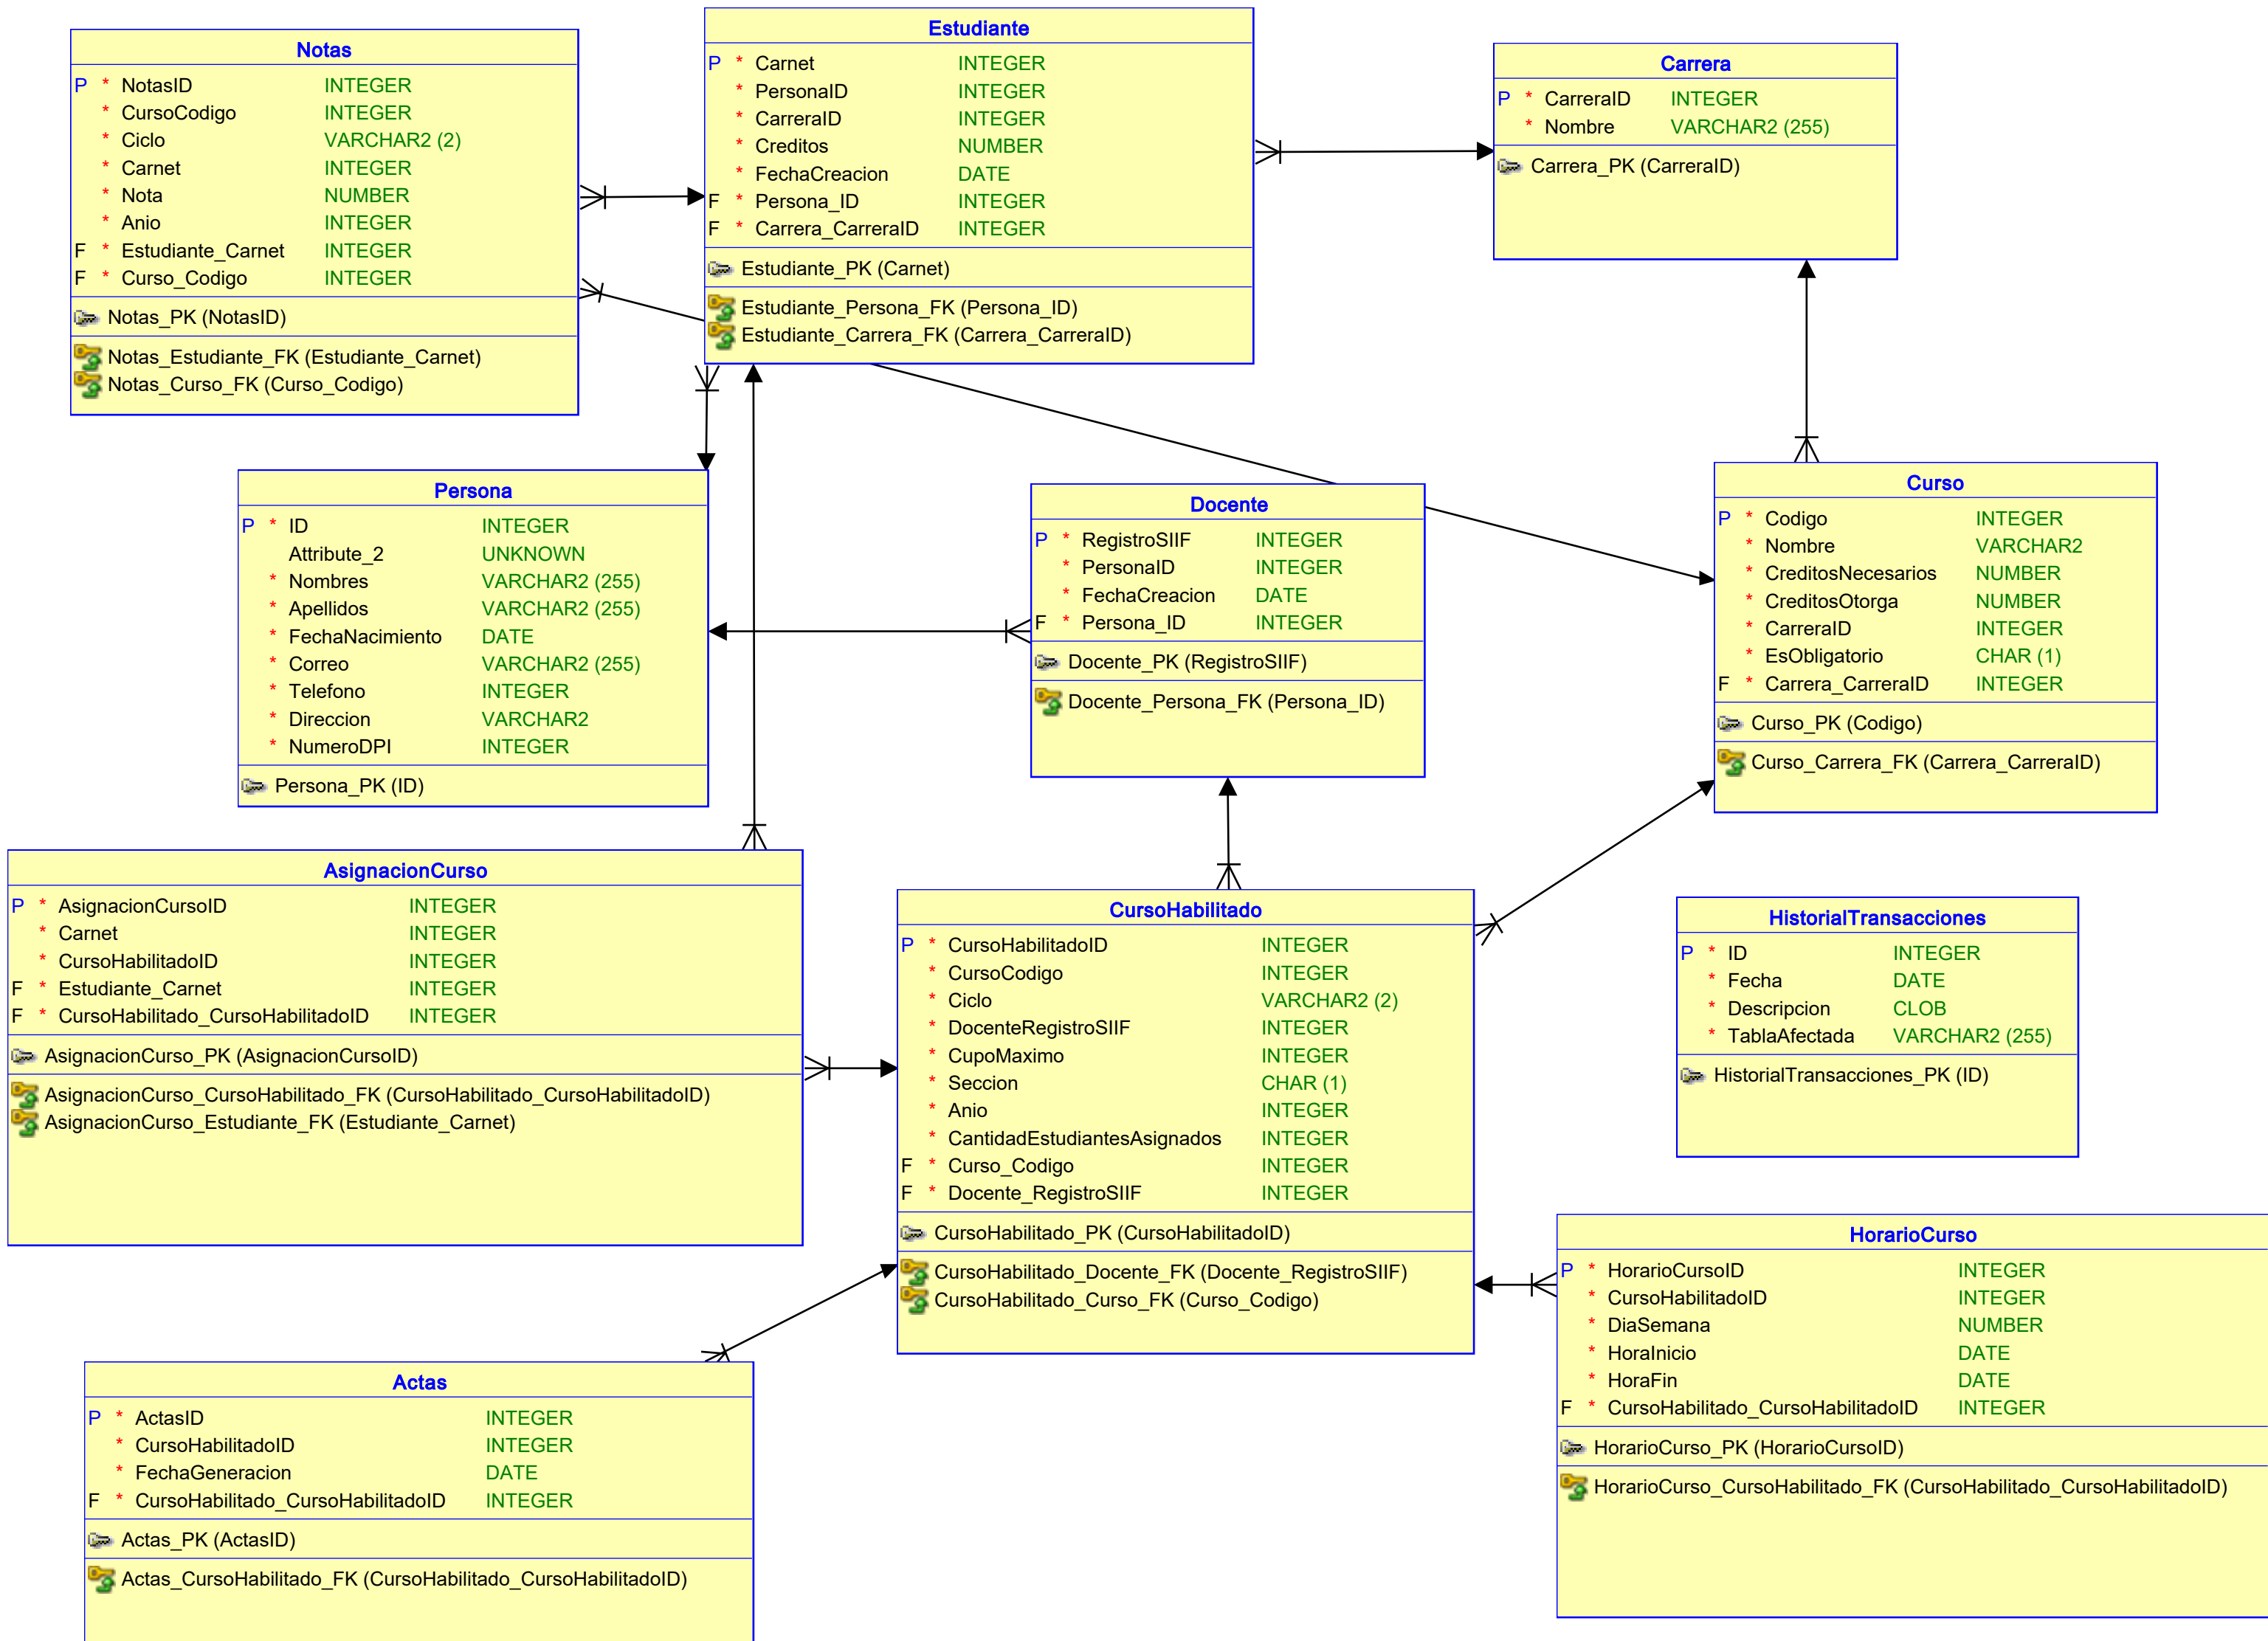 Notas
P * NotasID INTEGER
* CursoCodigo INTEGER
* Ciclo VARCHAR2 (2)
* Carnet INTEGER
* Nota NUMBER
* Anio INTEGER
F * Estudiante_Carnet INTEGER
F * Curso_Codigo INTEGER
Notas_PK (NotasID)
Notas_Estudiante_FK (Estudiante_Carnet)
Notas_Curso_FK (Curso_Codigo)
Estudiante
P * Carnet INTEGER
* PersonaID INTEGER
* CarreraID INTEGER
* Creditos NUMBER
* FechaCreacion DATE
F * Persona_ID INTEGER
F * Carrera_CarreraID INTEGER
Estudiante_PK (Carnet)
Estudiante_Persona_FK (Persona_ID)
Estudiante_Carrera_FK (Carrera_CarreraID)
Carrera
P * CarreraID INTEGER
* Nombre VARCHAR2 (255)
Carrera_PK (CarreraID)
Persona
P * ID INTEGER
Attribute_2 UNKNOWN
* Nombres VARCHAR2 (255)
* Apellidos VARCHAR2 (255)
* FechaNacimiento DATE
* Correo VARCHAR2 (255)
* Telefono INTEGER
* Direccion VARCHAR2
* NumeroDPI INTEGER
Persona_PK (ID)
Docente
P * RegistroSIIF INTEGER
* PersonaID INTEGER
* FechaCreacion DATE
F * Persona_ID INTEGER
Docente_PK (RegistroSIIF)
Docente_Persona_FK (Persona_ID)
Curso
P * Codigo INTEGER
* Nombre VARCHAR2
* CreditosNecesarios NUMBER
* CreditosOtorga NUMBER
* CarreraID INTEGER
* EsObligatorio CHAR (1)
F * Carrera_CarreraID INTEGER
Curso_PK (Codigo)
Curso_Carrera_FK (Carrera_CarreraID)
AsignacionCurso
P * AsignacionCursoID INTEGER
* Carnet INTEGER
* CursoHabilitadoID INTEGER
F * Estudiante_Carnet INTEGER
F * CursoHabilitado_CursoHabilitadoID INTEGER
AsignacionCurso_PK (AsignacionCursoID)
AsignacionCurso_CursoHabilitado_FK (CursoHabilitado_CursoHabilitadoID)
AsignacionCurso_Estudiante_FK (Estudiante_Carnet)
CursoHabilitado
P * CursoHabilitadoID INTEGER
* CursoCodigo INTEGER
* Ciclo VARCHAR2 (2)
* DocenteRegistroSIIF INTEGER
* CupoMaximo INTEGER
* Seccion CHAR (1)
* Anio INTEGER
* CantidadEstudiantesAsignados INTEGER
F * Curso_Codigo INTEGER
F * Docente_RegistroSIIF INTEGER
CursoHabilitado_PK (CursoHabilitadoID)
CursoHabilitado_Docente_FK (Docente_RegistroSIIF)
CursoHabilitado_Curso_FK (Curso_Codigo)
HistorialTransacciones
P * ID INTEGER
* Fecha DATE
* Descripcion CLOB
* TablaAfectada VARCHAR2 (255)
HistorialTransacciones_PK (ID)
HorarioCurso
P * HorarioCursoID INTEGER
* CursoHabilitadoID INTEGER
* DiaSemana NUMBER
* HoraInicio DATE
* HoraFin DATE
F * CursoHabilitado_CursoHabilitadoID INTEGER
HorarioCurso_PK (HorarioCursoID)
HorarioCurso_CursoHabilitado_FK (CursoHabilitado_CursoHabilitadoID)
Actas
P * ActasID INTEGER
* CursoHabilitadoID INTEGER
* FechaGeneracion DATE
F * CursoHabilitado_CursoHabilitadoID INTEGER
Actas_PK (ActasID)
Actas_CursoHabilitado_FK (CursoHabilitado_CursoHabilitadoID)